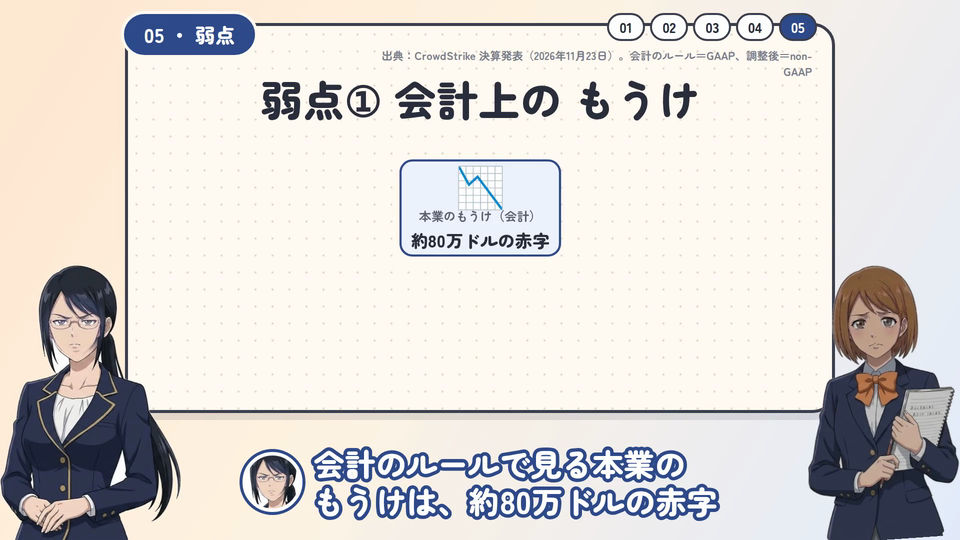 05 ・ 弱点
01 02 03 04 05
出典：CrowdStrike 決算発表（2026年11月23日）。会計のルール＝GAAP、調整後＝non-
GAAP
弱点① 会計上の もうけ
本業のもうけ（会計）
約80万ドルの赤字
会計のルールで見る本業の
もうけは、約80万ドルの赤字